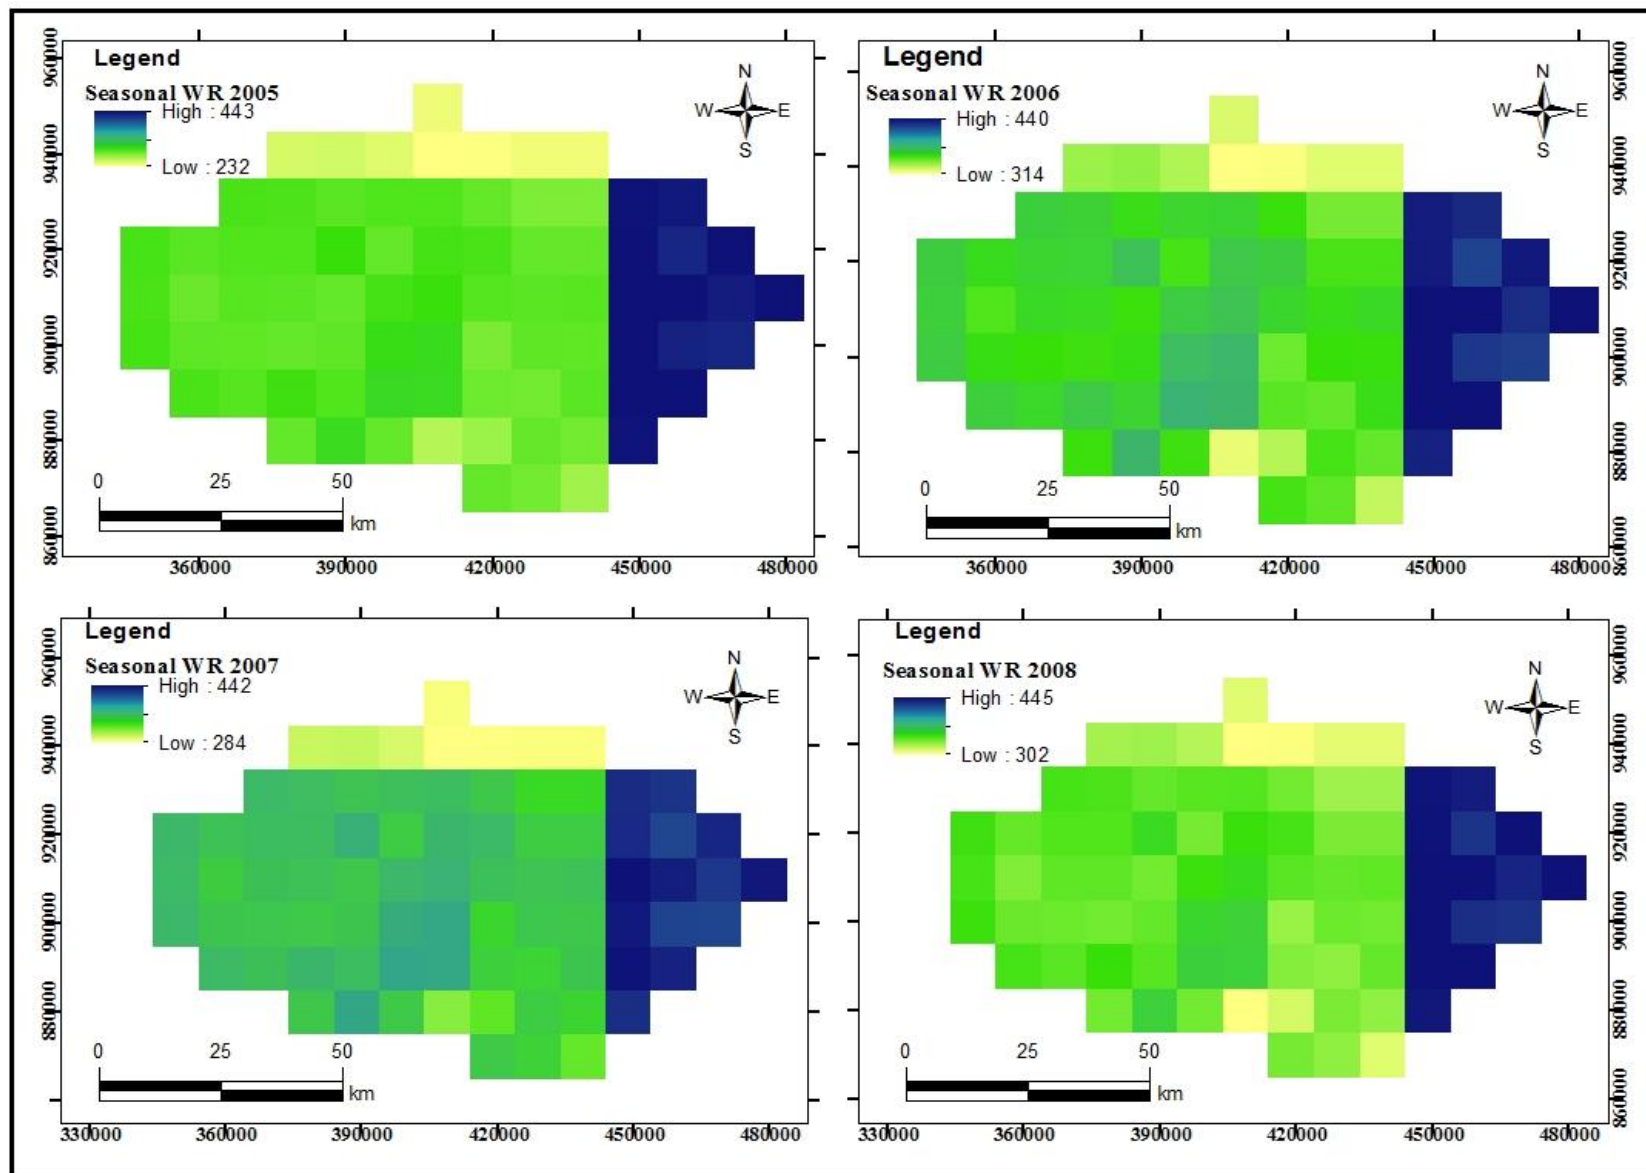 Legend
Seasonal WR 2005
High : 443
Low : 232
N
W E
S
960000
940000
920000
900000
880000
860000
0 25 50
km
360000 390000 420000 450000 480000
Legend
Seasonal WR 2006
High : 440
Low : 314
N
W E
S
960000
940000
920000
900000
880000
860000
0 25 50
km
360000 390000 420000 450000 480000
Legend
Seasonal WR 2007
High : 442
Low : 284
N
W E
S
960000
940000
920000
900000
880000
0 25 50
km
330000 360000 390000 420000 450000 480000
Legend
Seasonal WR 2008
High : 445
Low : 302
N
W E
S
960000
940000
920000
900000
880000
860000
0 25 50
km
330000 360000 390000 420000 450000 480000